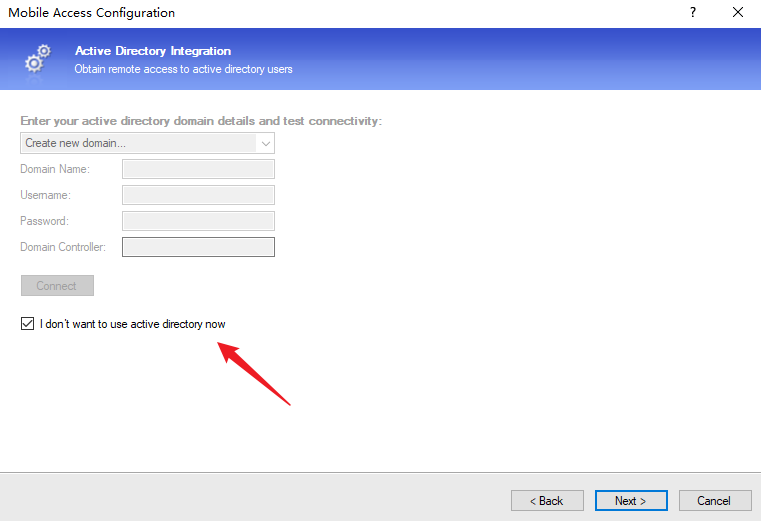 Mobile Access Configuration
?
Active Directory Integration
Obtain remote access to active directory users
Enter your active directory domain details and test connectivity:
Create new domain...
Domain Name:
Username:
Password:
Domain Controller:
Connect
I don't want to use active directory now
< Back
Next >
Cancel